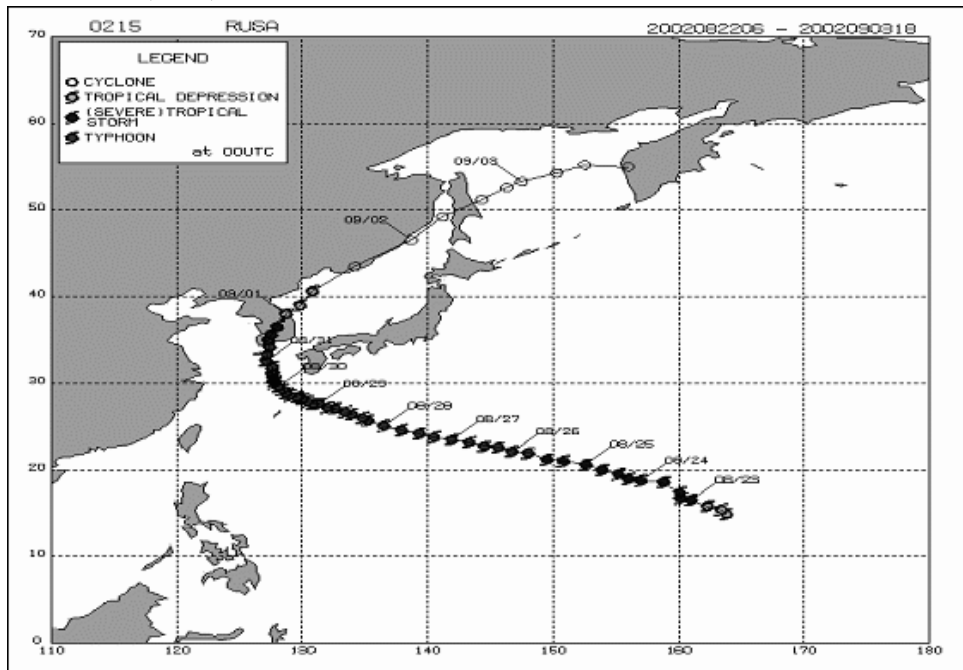 0215 RUSA 2002082206 - 2002090318
LEGEND
CYCLONE
TROPICAL DEPRESSION
(SEVERE)TROPICAL
STORM
TYPHOON
at 00UTC
70
60
50
40
30
20
10
0
09/03
09/02
09/01
08/31
08/30
08/29
08/28
08/27
08/26
08/25
08/24
08/23
110 120 130 140 150 160 170 180